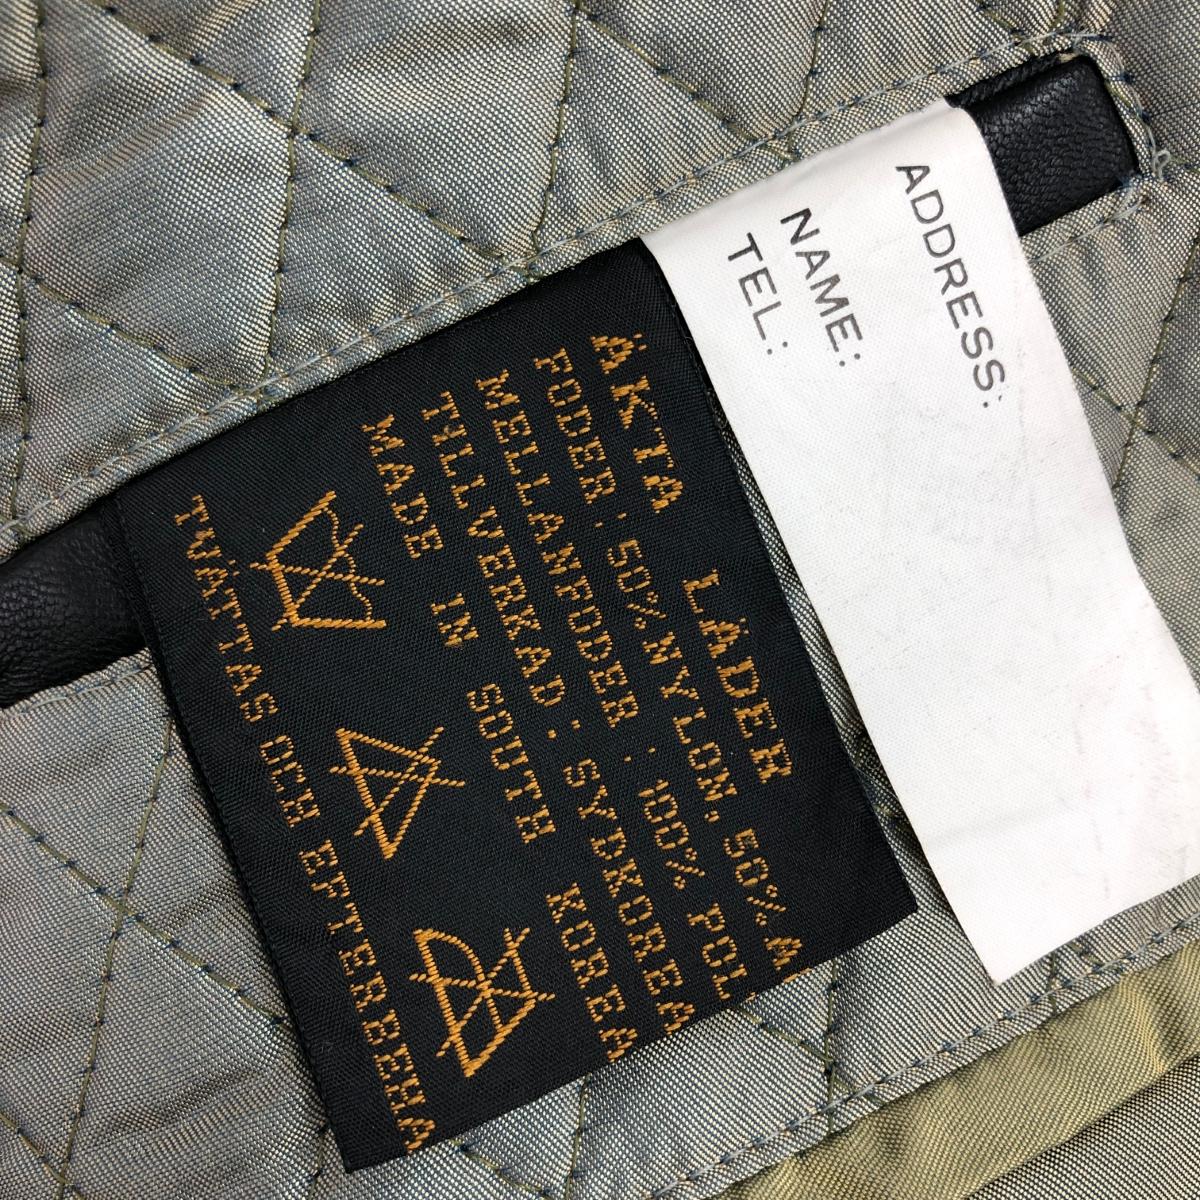 ADDRESS:
NAME:
TEL:
ÄKTA LÄDER
FODER: 50% NYLON, 50% A
MELLANFODER: 100% POL
TILLVERKAD: SYDKOREA
MADE IN SOUTH KOREA
TVÄTTAS OCH EFTERBEHA